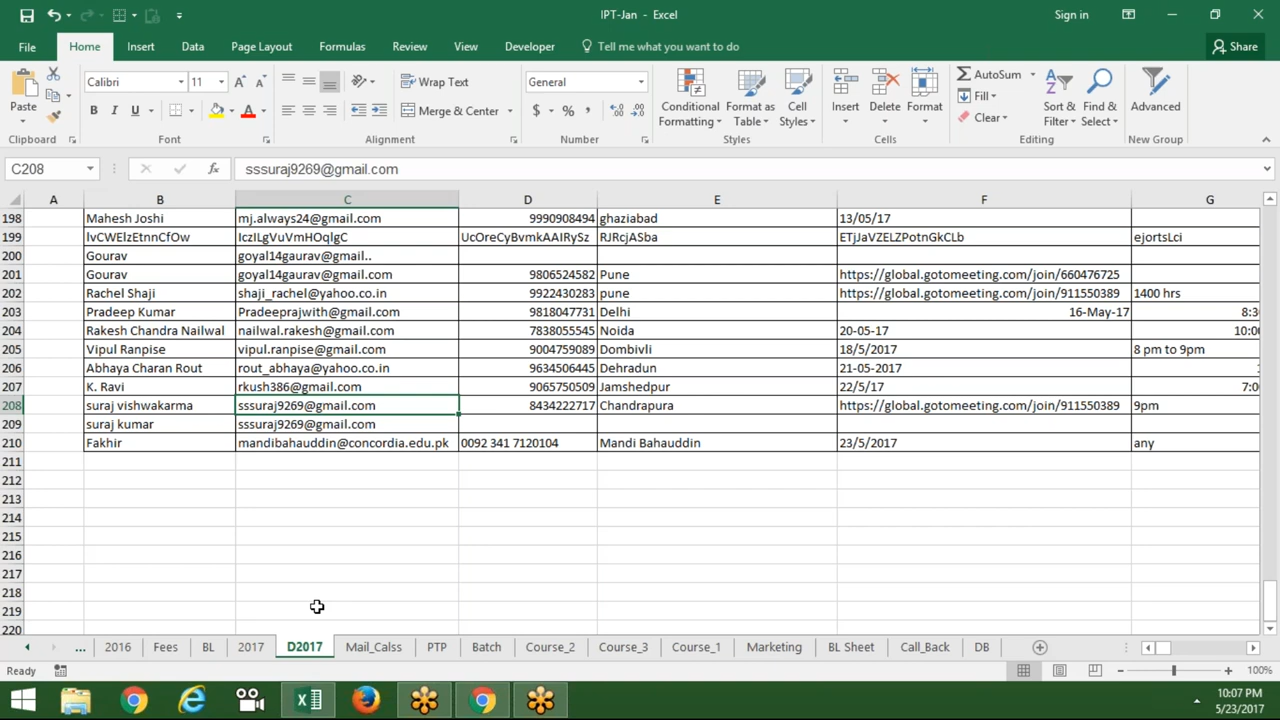 IPT-Jan - Excel
Sign in
File Home Insert Data Page Layout Formulas Review View Developer Tell me what you want to do Share
Paste
Calibri 11
B I U
Wrap Text
Merge & Center
General
$ % ,
Conditional Formatting
Format as Table
Cell Styles
Insert Delete Format
AutoSum
Fill
Clear
Sort & Filter
Find & Select
Advanced
Clipboard Font Alignment Number Styles Cells Editing New Group
C208 fx sssuraj9269@gmail.com
A B C D E F G
198 Mahesh Joshi mj.always24@gmail.com 9990908494 ghaziabad 13/05/17
199 lvCWElzEtnnCfOw IczILgVuVmHOqlgC UcOreCyBvmkAAIRySz RJRcjASba ETjJaVZELZPotnGkCLb ejortsLci
200 Gourav goyal14gaurav@gmail..
201 Gourav goyal14gaurav@gmail.com 9806524582 Pune https://global.gotomeeting.com/join/660476725
202 Rachel Shaji shaji_rachel@yahoo.co.in 9922430283 pune https://global.gotomeeting.com/join/911550389 1400 hrs
203 Pradeep Kumar Pradeeprajwith@gmail.com 9818047731 Delhi 16-May-17 8:3
204 Rakesh Chandra Nailwal nailwal.rakesh@gmail.com 7838055545 Noida 20-05-17 10:0
205 Vipul Ranpise vipul.ranpise@gmail.com 9004759089 Dombivli 18/5/2017 8 pm to 9pm
206 Abhaya Charan Rout rout_abhaya@yahoo.co.in 9634506445 Dehradun 21-05-2017 1
207 K. Ravi rkush386@gmail.com 9065750509 Jamshedpur 22/5/17 7:0
208 suraj vishwakarma sssuraj9269@gmail.com 8434222717 Chandrapura https://global.gotomeeting.com/join/911550389 9pm
209 suraj kumar sssuraj9269@gmail.com
210 Fakhir mandibahauddin@concordia.edu.pk 0092 341 7120104 Mandi Bahauddin 23/5/2017 any
211
212
213
214
215
216
217
218
219
220
... 2016 Fees BL 2017 D2017 Mail_Calss PTP Batch Course_2 Course_3 Course_1 Marketing BL Sheet Call_Back DB
Ready 100%
10:07 PM
5/23/2017